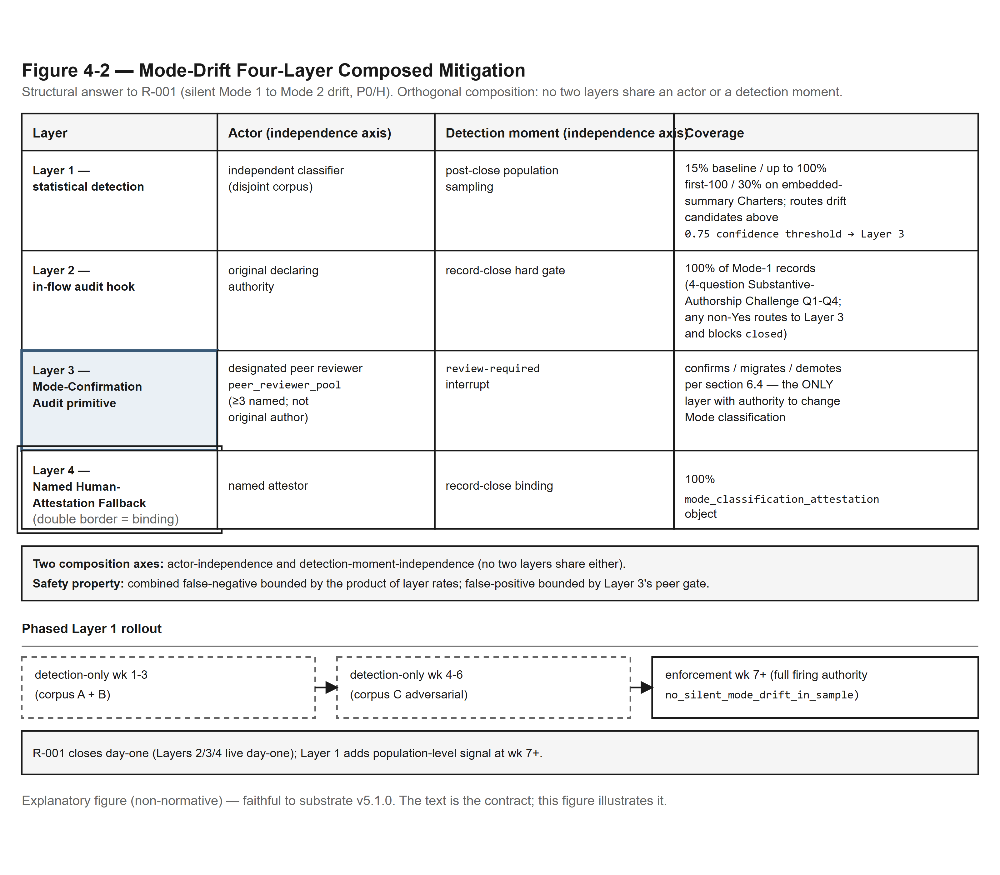 Figure 4-2 — Mode-Drift Four-Layer Composed Mitigation
Structural answer to R-001 (silent Mode 1 to Mode 2 drift, P0/H). Orthogonal composition: no two layers share an actor or a detection moment.
Layer
Actor (independence axis)
Detection moment (independence axis)
Coverage
Layer 1 —
statistical detection
independent classifier
(disjoint corpus)
post-close population
sampling
15% baseline / up to 100%
first-100 / 30% on embedded-
summary Charters; routes drift
candidates above
0.75 confidence threshold → Layer 3
Layer 2 —
in-flow audit hook
original declaring
authority
record-close hard gate
100% of Mode-1 records
(4-question Substantive-
Authorship Challenge Q1-Q4;
any non-Yes routes to Layer 3
and blocks closed)
Layer 3 —
Mode-Confirmation
Audit primitive
designated peer reviewer
peer_reviewer_pool
(≥3 named; not
original author)
review-required
interrupt
confirms / migrates / demotes
per section 6.4 — the ONLY
layer with authority to change
Mode classification
Layer 4 —
Named Human-
Attestation Fallback
(double border = binding)
named attestor
record-close binding
100%
mode_classification_attestation
object
Two composition axes: actor-independence and detection-moment-independence (no two layers share either).
Safety property: combined false-negative bounded by the product of layer rates; false-positive bounded by Layer 3's peer gate.
Phased Layer 1 rollout
detection-only wk 1-3
(corpus A + B)
detection-only wk 4-6
(corpus C adversarial)
enforcement wk 7+ (full firing authority
no_silent_mode_drift_in_sample)
R-001 closes day-one (Layers 2/3/4 live day-one); Layer 1 adds population-level signal at wk 7+.
Explanatory figure (non-normative) — faithful to substrate v5.1.0. The text is the contract; this figure illustrates it.